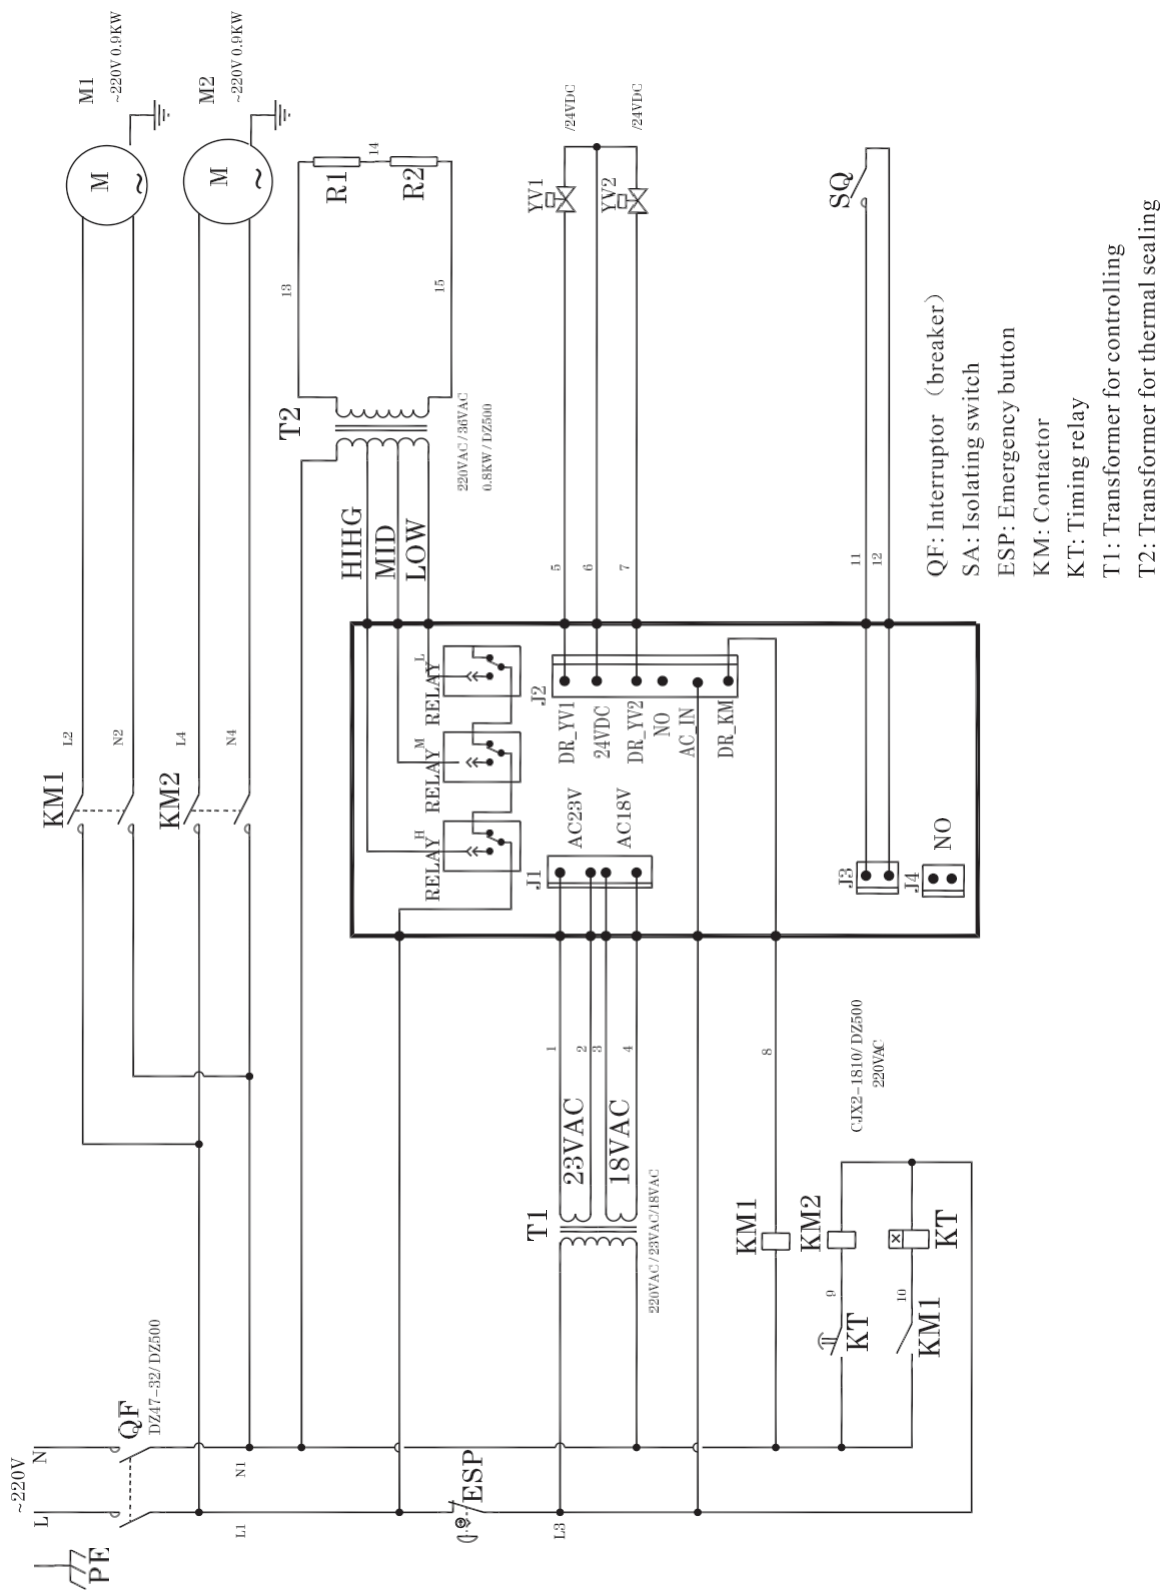 ~220V
L
N
PE
QF
DZ47-32/DZ500
L1
N1
ESP
L3
KM1
L2
N2
KM2
L4
N4
M1
~220V 0.9KW
M
~
M2
~220V 0.9KW
M
~
T2
220VAC/36VAC
0.8KW/DZ500
13
R1
14
R2
15
HIHG
MID
LOW
RELAY H
RELAY M
RELAY L
T1
220VAC/23VAC/18VAC
23VAC
18VAC
1
2
3
4
J1
AC23V
AC18V
J2
DR_YV1
24VDC
DR_YV2
NO
AC_IN
DR_KM
5
6
7
YV1
/24VDC
YV2
/24VDC
KM1
8
KM2
9
KT
KT
10
KM1
CJX2-1810/DZ500
220VAC
J3
J4
NO
11
12
SQ
QF: Interruptor（breaker）
SA: Isolating switch
ESP: Emergency button
KM: Contactor
KT: Timing relay
T1: Transformer for controlling
T2: Transformer for thermal sealing